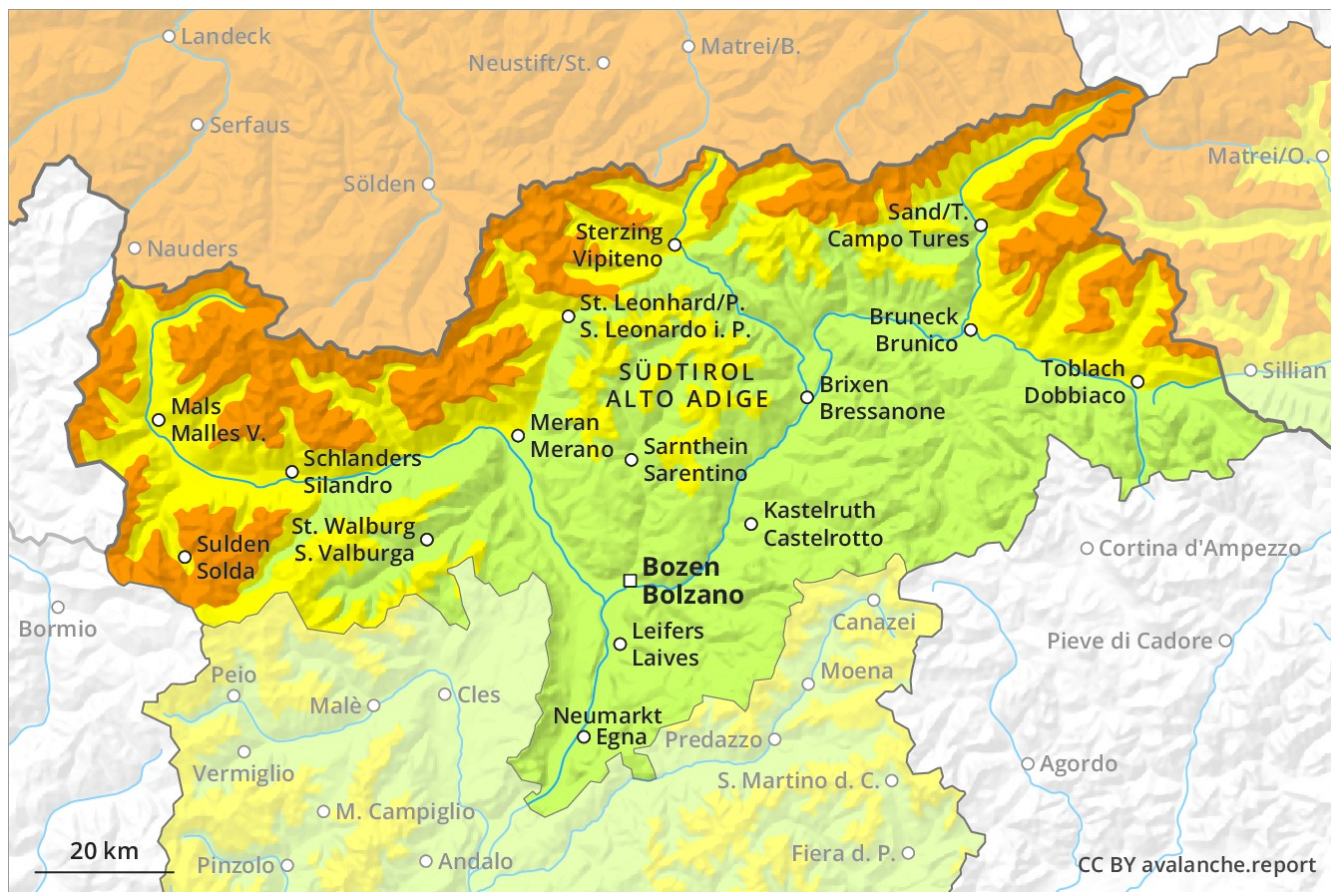 Landeck
Matrei/B.
Neustift/St.
Serfaus
Matrei/O.
Sölden
Sand/T.
Campo Tures
Nauders
Sterzing
Vipiteno
St. Leonhard/P.
S. Leonardo i. P.
Bruneck
Brunico
SÜDTIROL
ALTO ADIGE
Toblach
Dobbiaco
Sillian
Brixen
Bressanone
Mals
Malles V.
Meran
Merano
Sarnthein
Sarentino
Schlanders
Silandro
Kastelruth
Castelrotto
St. Walburg
S. Valburga
Sulden
Solda
Cortina d'Ampezzo
Bozen
Bolzano
Bormio
Canazei
Leifers
Laives
Pieve di Cadore
Peio
Moena
Malè
Cles
Neumarkt
Egna
Predazzo
Vermiglio
Agordo
S. Martino d. C.
M. Campiglio
20 km
Pinzolo
Andalo
Fiera d. P.
CC BY avalanche.report